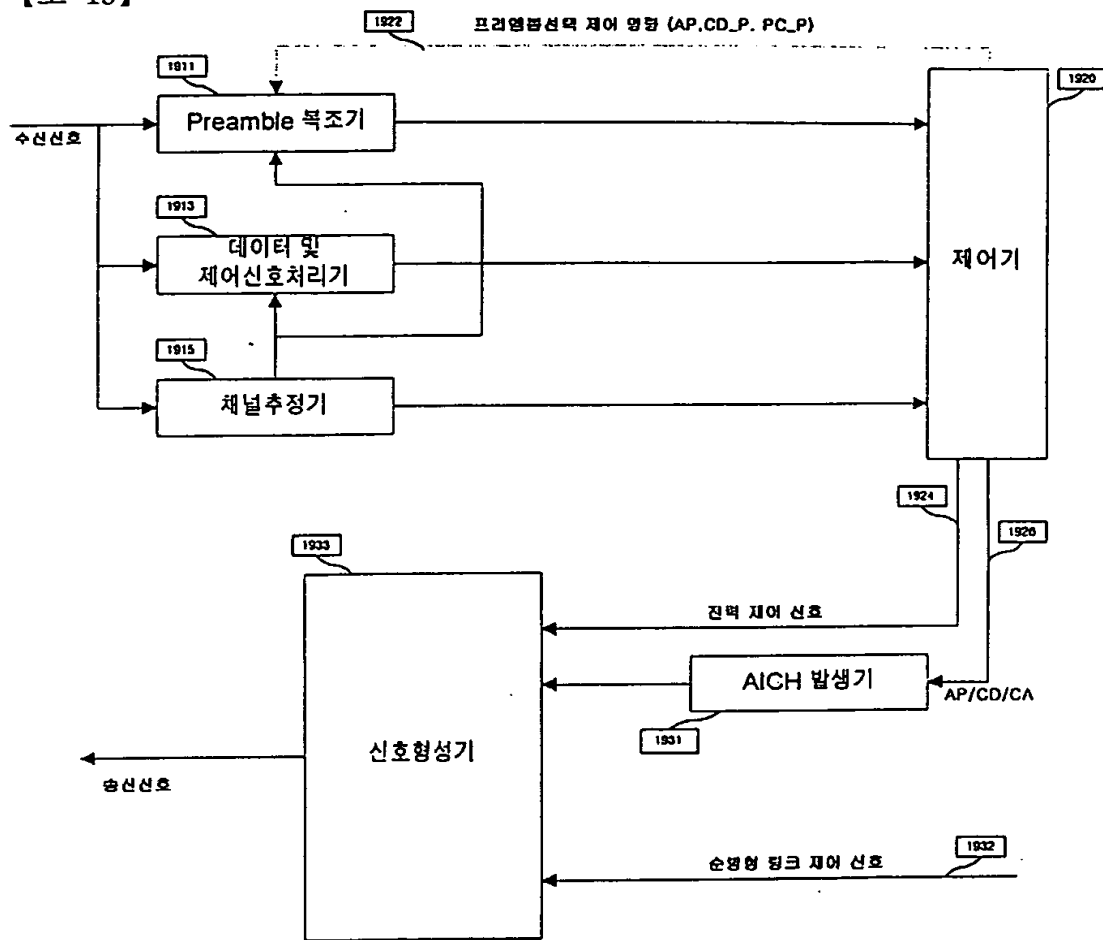 【도 19】
1922
프리앰블선택 제어 명령 (AP,CD_P. PC_P)
1911
1920
Preamble 복조기
수신신호
1913
데이터 및
제어신호처리기
제어기
1915
채널추정기
1924
1926
1933
전력 제어 신호
AICH 발생기
AP/CD/CA
1931
신호형성기
송신신호
순방향 링크 제어 신호
1932